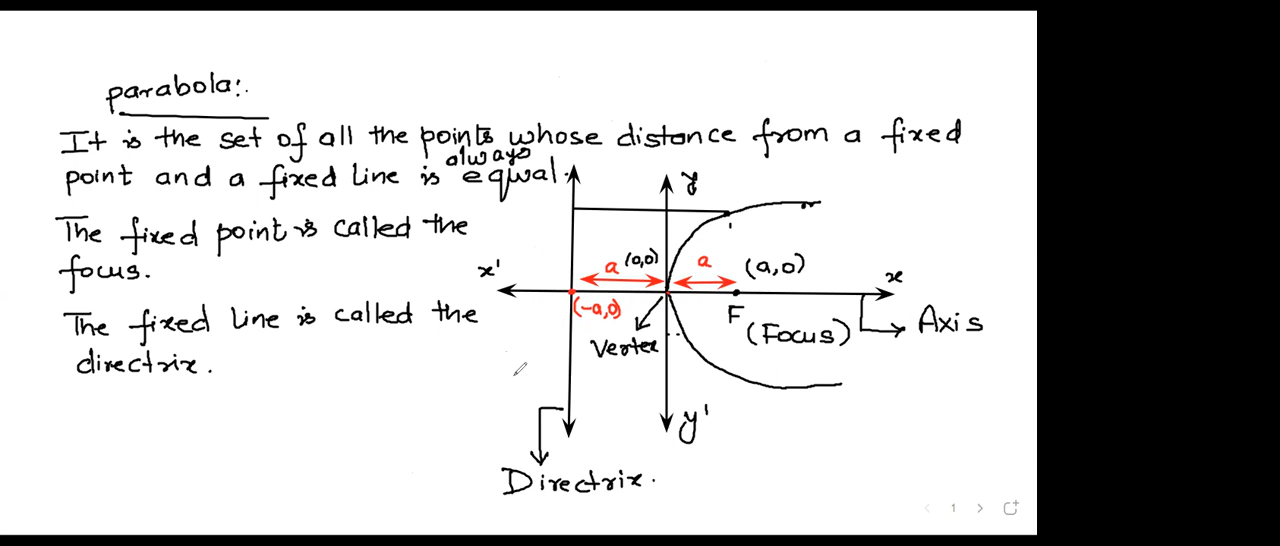 parabola:.
It is the set of all the points whose distance from a fixed
point and a fixed line is always equal.
The fixed point is called the
focus.
The fixed line is called the
directrix.
y
x'
a
(0,0)
a
(a,0)
x
(-a,0)
F
(Focus)
Axis
Vertex
y'
Directrix.
1